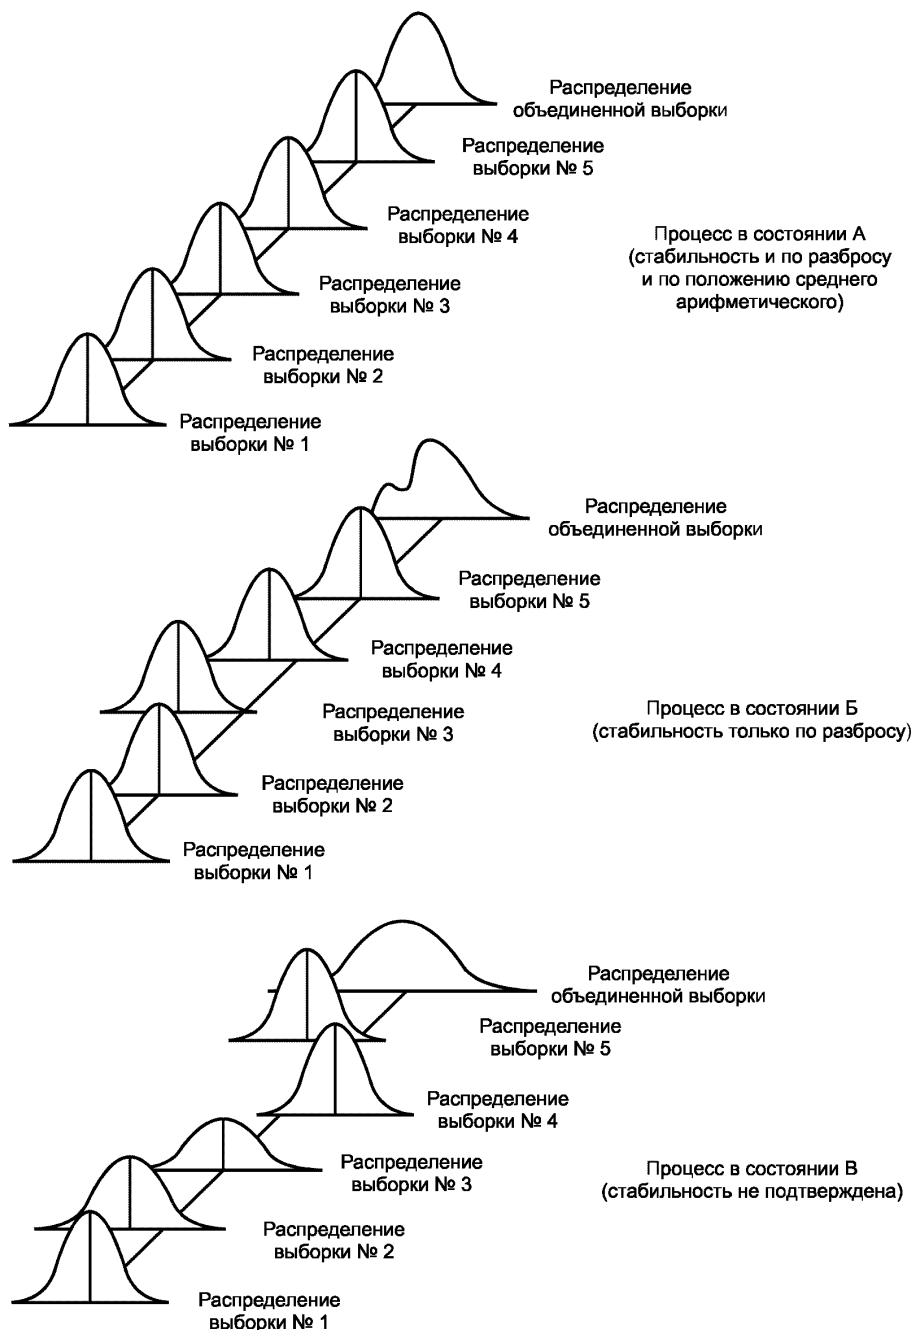 Распределение
объединенной выборки
Распределение
выборки № 5
Распределение
выборки № 4
Процесс в состоянии А
(стабильность и по разбросу
и по положению среднего
арифметического)
Распределение
выборки № 3
Распределение
выборки № 2
Распределение
выборки № 1
Распределение
объединенной выборки
Распределение
выборки № 5
Распределение
выборки № 4
Процесс в состоянии Б
(стабильность только по разбросу)
Распределение
выборки № 3
Распределение
выборки № 2
Распределение
выборки № 1
Распределение
объединенной выборки
Распределение
выборки № 5
Распределение
выборки № 4
Распределение
выборки № 3
Процесс в состоянии В
(стабильность не подтверждена)
Распределение
выборки № 2
Распределение
выборки № 1